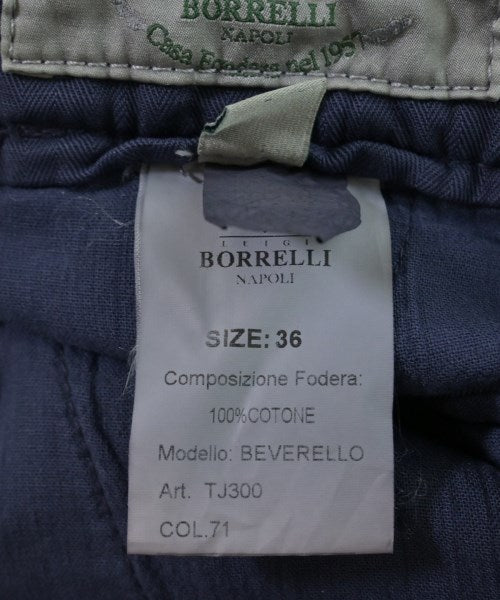 BORRELLI
NAPOLI
Casa Fondata nel 1957
LUIGI
BORRELLI
NAPOLI
SIZE: 36
Composizione Fodera:
100%COTONE
Modello: BEVERELLO
Art. TJ300
COL.71